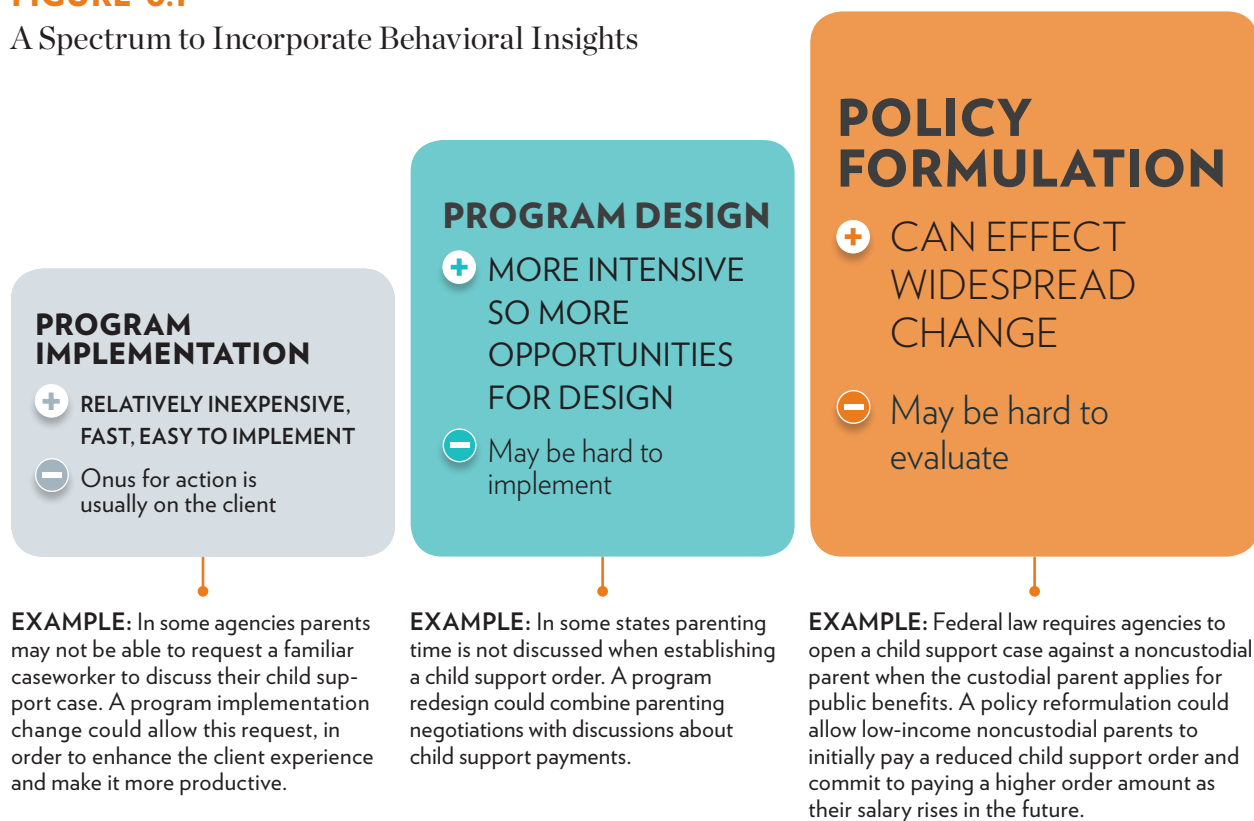 A Spectrum to Incorporate Behavioral Insights
PROGRAM
IMPLEMENTATION
RELATIVELY INEXPENSIVE,
FAST, EASY TO IMPLEMENT
Onus for action is
usually on the client
EXAMPLE: In some agencies parents
may not be able to request a familiar
caseworker to discuss their child sup-
port case. A program implementation
change could allow this request, in
order to enhance the client experience
and make it more productive.
PROGRAM DESIGN
MORE INTENSIVE
SO MORE
OPPORTUNITIES
FOR DESIGN
May be hard to
implement
EXAMPLE: In some states parenting
time is not discussed when establishing
a child support order. A program
redesign could combine parenting
negotiations with discussions about
child support payments.
POLICY
FORMULATION
CAN EFFECT
WIDESPREAD
CHANGE
May be hard to
evaluate
EXAMPLE: Federal law requires agencies to
open a child support case against a noncustodial
parent when the custodial parent applies for
public benefits. A policy reformulation could
allow low-income noncustodial parents to
initially pay a reduced child support order and
commit to paying a higher order amount as
their salary rises in the future.